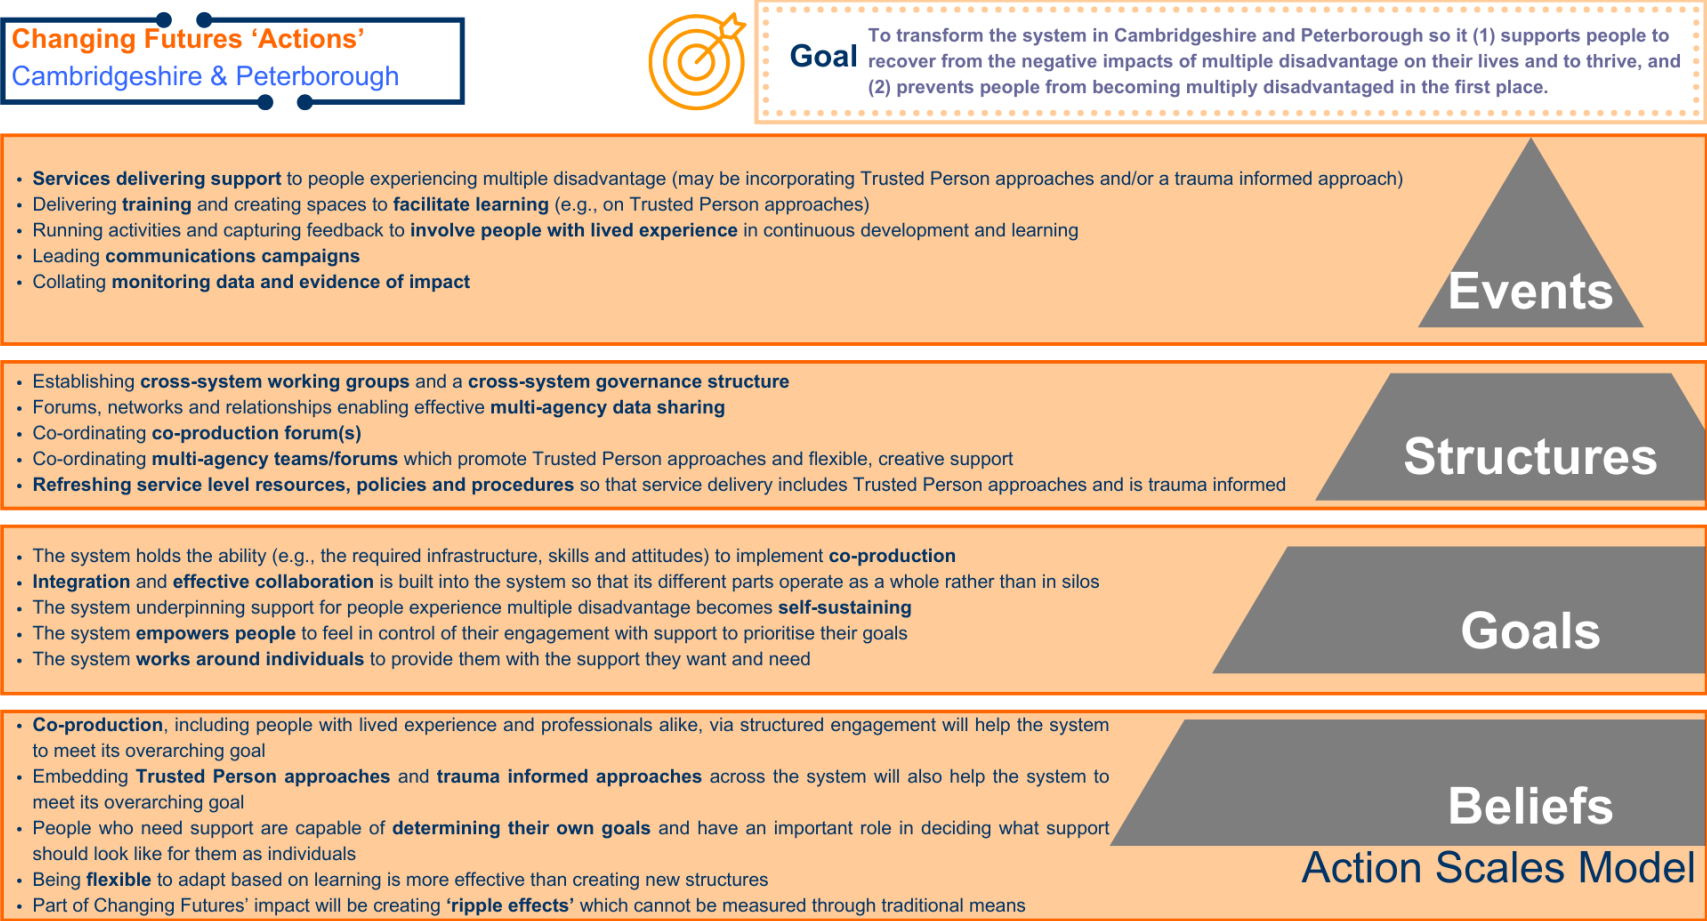 Changing Futures ‘Actions’
Cambridgeshire & Peterborough
Goal
To transform the system in Cambridgeshire and Peterborough so it (1) supports people to
recover from the negative impacts of multiple disadvantage on their lives and to thrive, and
(2) prevents people from becoming multiply disadvantaged in the first place.
• Services delivering support to people experiencing multiple disadvantage (may be incorporating Trusted Person approaches and/or a trauma informed approach)
• Delivering training and creating spaces to facilitate learning (e.g., on Trusted Person approaches)
• Running activities and capturing feedback to involve people with lived experience in continuous development and learning
• Leading communications campaigns
• Collating monitoring data and evidence of impact
Events
• Establishing cross-system working groups and a cross-system governance structure
• Forums, networks and relationships enabling effective multi-agency data sharing
• Co-ordinating co-production forum(s)
• Co-ordinating multi-agency teams/forums which promote Trusted Person approaches and flexible, creative support
• Refreshing service level resources, policies and procedures so that service delivery includes Trusted Person approaches and is trauma informed
Structures
• The system holds the ability (e.g., the required infrastructure, skills and attitudes) to implement co-production
• Integration and effective collaboration is built into the system so that its different parts operate as a whole rather than in silos
• The system underpinning support for people experience multiple disadvantage becomes self-sustaining
• The system empowers people to feel in control of their engagement with support to prioritise their goals
• The system works around individuals to provide them with the support they want and need
Goals
• Co-production, including people with lived experience and professionals alike, via structured engagement will help the system
to meet its overarching goal
• Embedding Trusted Person approaches and trauma informed approaches across the system will also help the system to
meet its overarching goal
• People who need support are capable of determining their own goals and have an important role in deciding what support
should look like for them as individuals
• Being flexible to adapt based on learning is more effective than creating new structures
• Part of Changing Futures’ impact will be creating ‘ripple effects’ which cannot be measured through traditional means
Beliefs
Action Scales Model